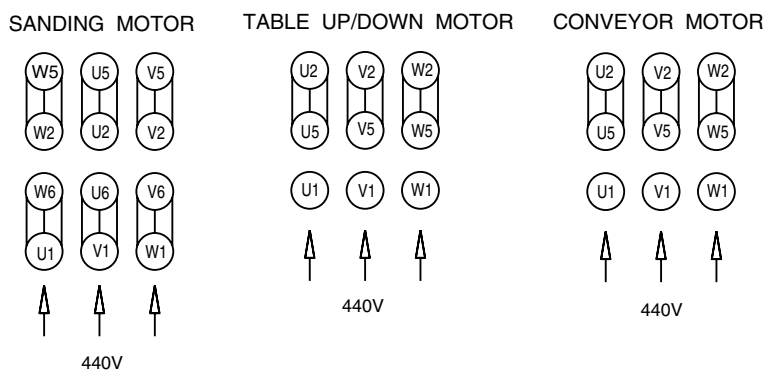 SANDING MOTOR
W5 U5 V5
W2 U2 V2
W6 U6 V6
U1 V1 W1
440V
TABLE UP/DOWN MOTOR
U2 V2 W2
U5 V5 W5
U1 V1 W1
440V
CONVEYOR MOTOR
U2 V2 W2
U5 V5 W5
U1 V1 W1
440V